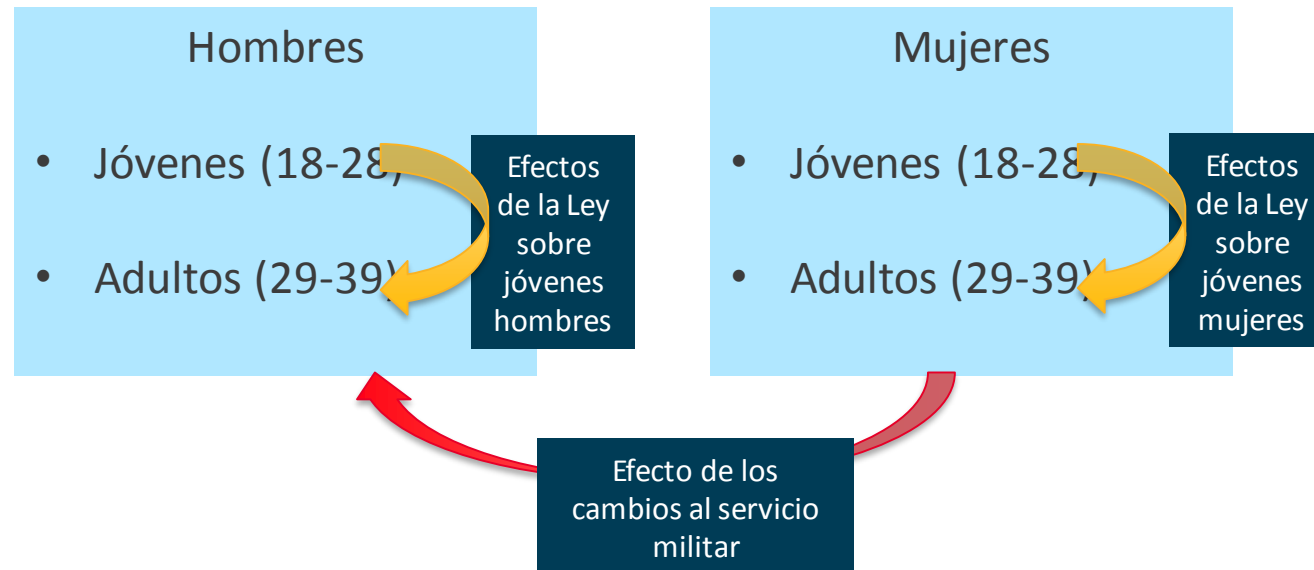 Hombres
• Jóvenes (18-28)
• Adultos (29-39)
Efectos
de la Ley
sobre
jóvenes
hombres
Mujeres
• Jóvenes (18-28)
• Adultos (29-39)
Efectos
de la Ley
sobre
jóvenes
mujeres
Efecto de los
cambios al servicio
militar